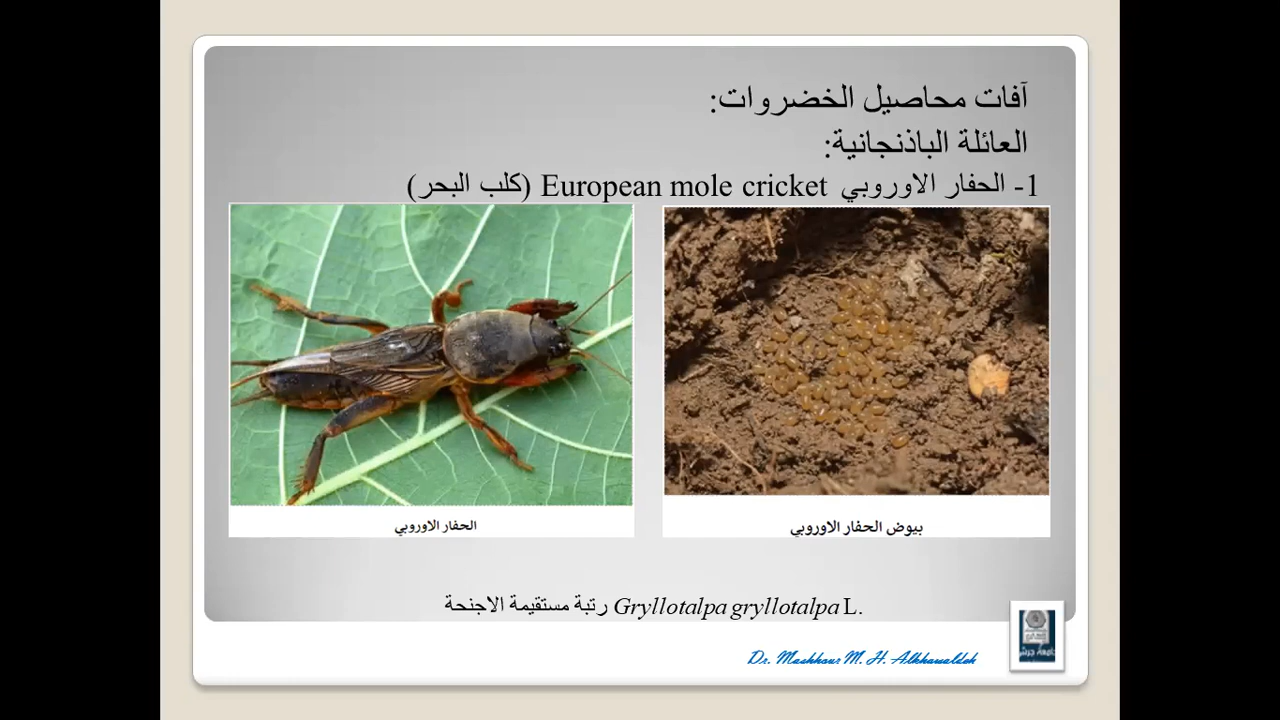 آفات محاصيل الخضروات:
العائلة الباذنجانية:
1- الحفار الاوروبي European mole cricket (كلب البحر)
الحفار الاوروبي
بيوض الحفار الاوروبي
Gryllotalpa gryllotalpa L. رتبة مستقيمة الاجنحة
Dr. Mashhour M. H. Alkhawaldeh